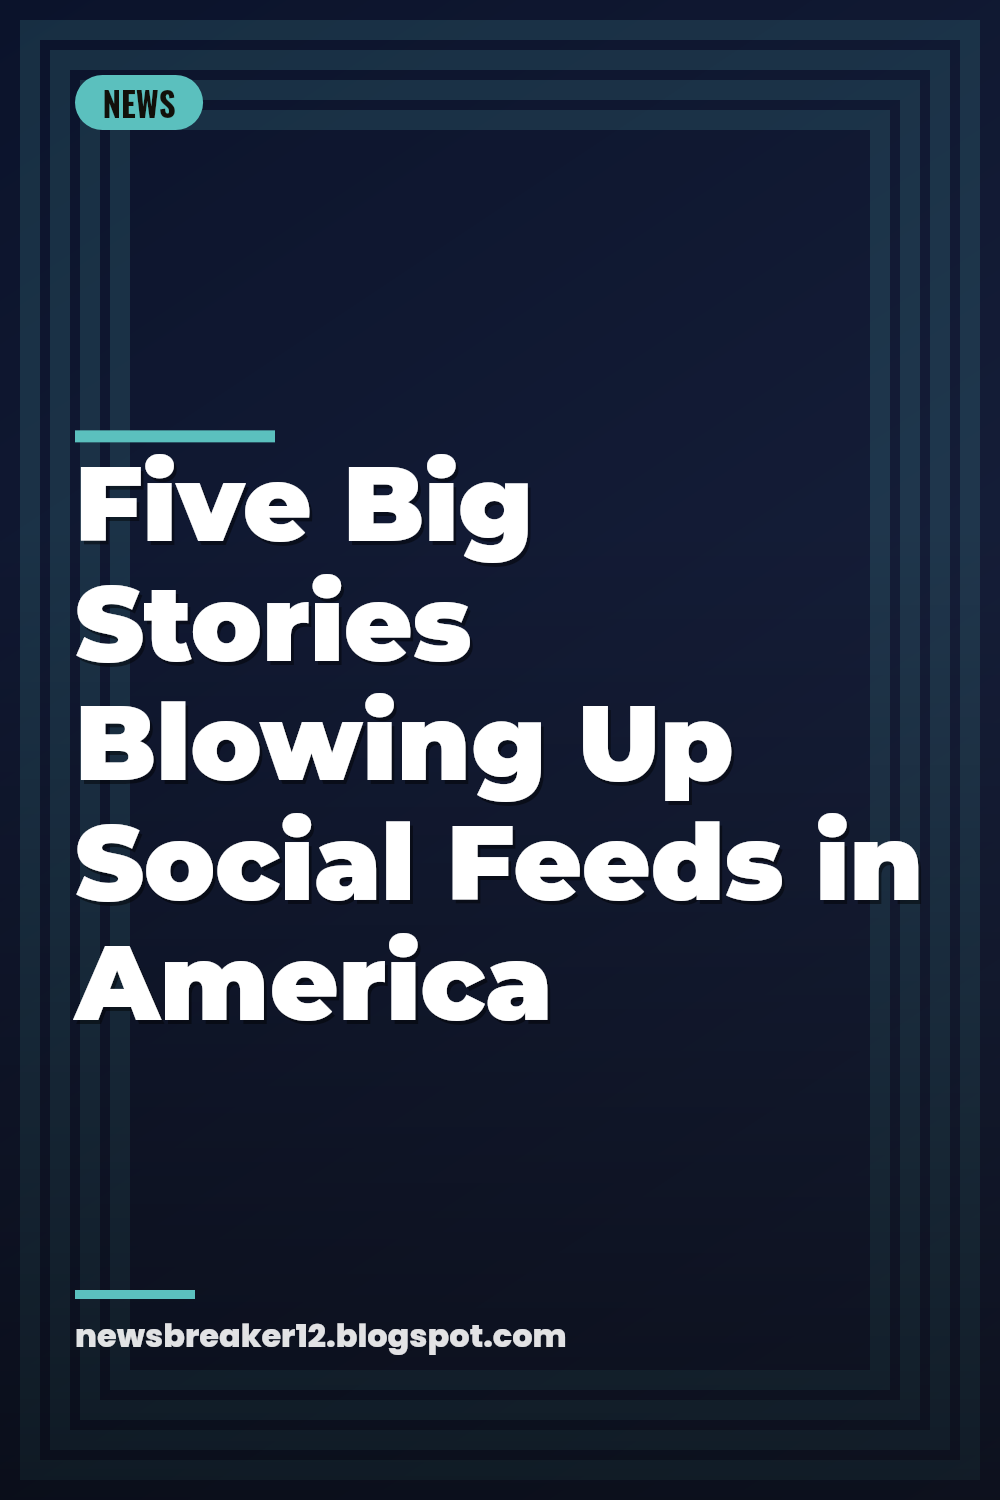 NEWS
Five Big
Stories
Blowing Up
Social Feeds in
America
newsbreaker12.blogspot.com